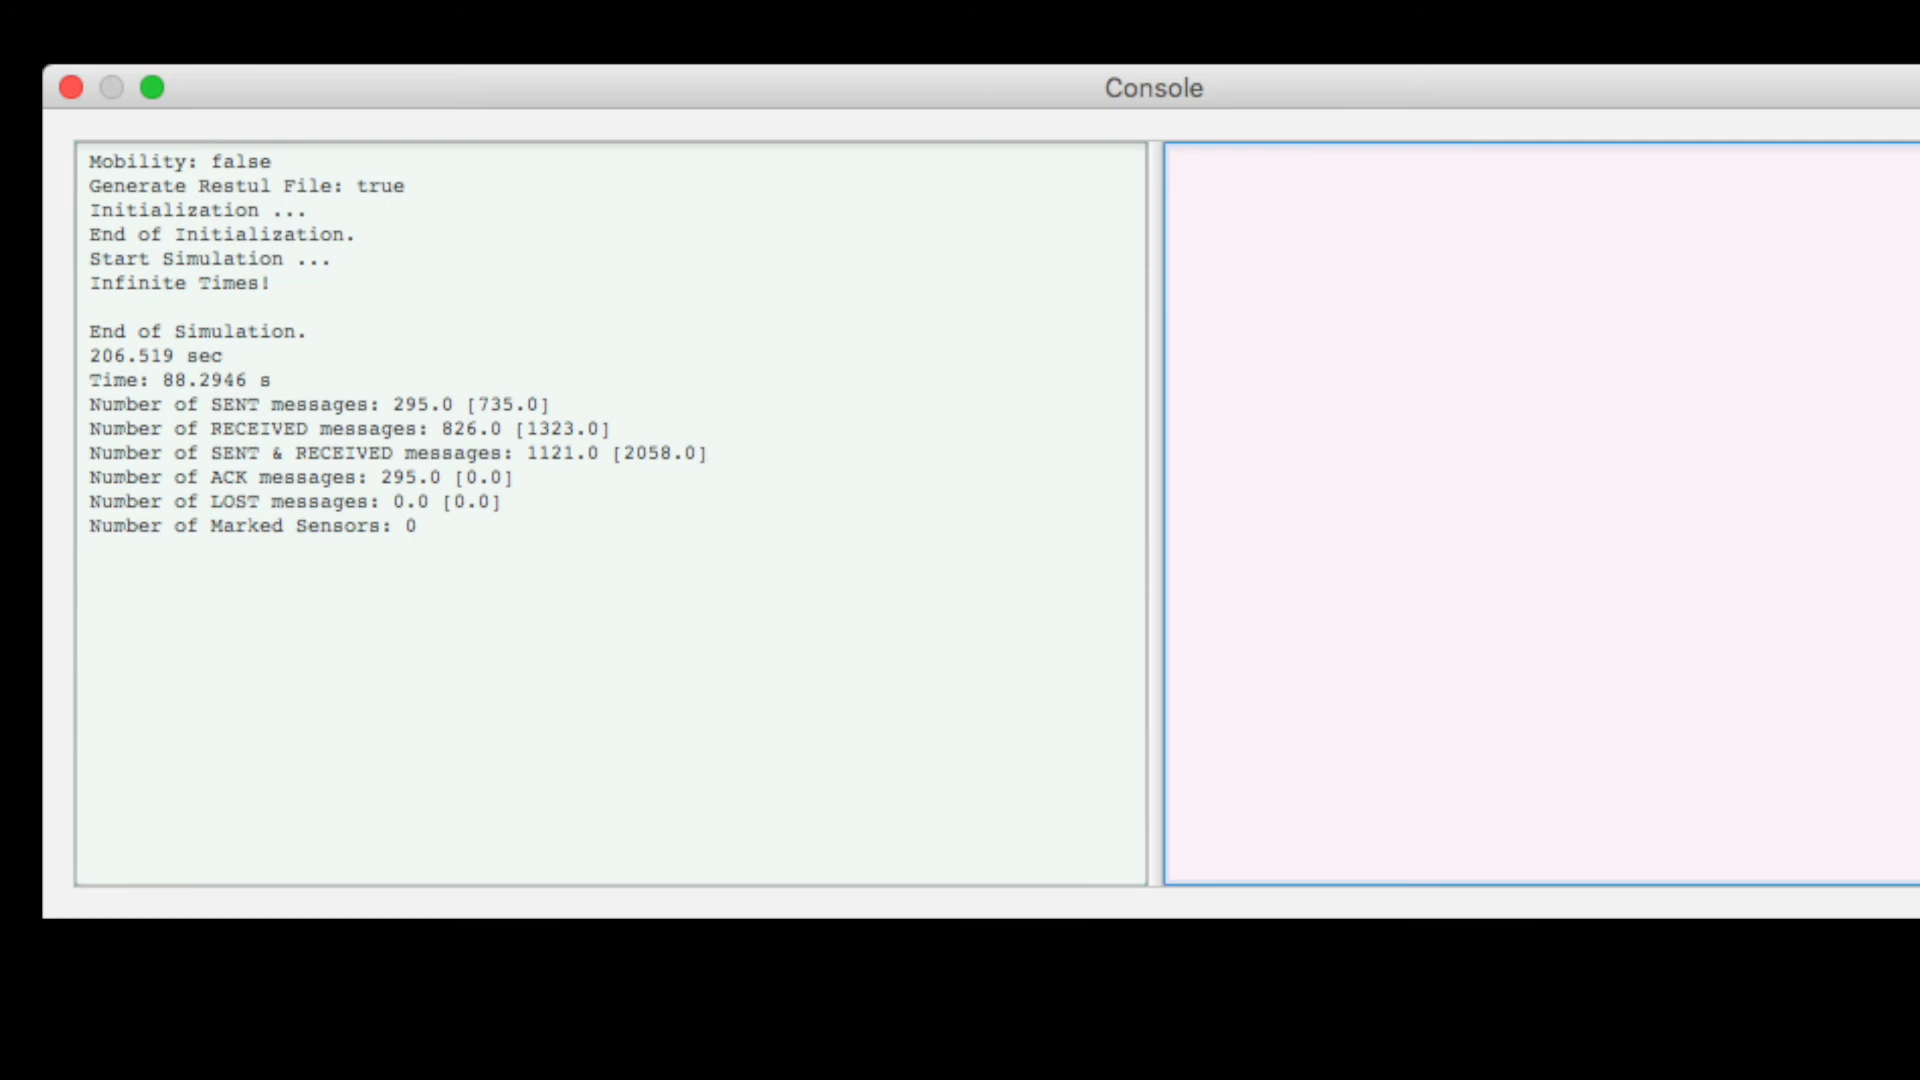 Console
Mobility: false
Generate Restul File: true
Initialization ...
End of Initialization.
Start Simulation ...
Infinite Times!
End of Simulation.
206.519 sec
Time: 88.2946 s
Number of SENT messages: 295.0 [735.0]
Number of RECEIVED messages: 826.0 [1323.0]
Number of SENT & RECEIVED messages: 1121.0 [2058.0]
Number of ACK messages: 295.0 [0.0]
Number of LOST messages: 0.0 [0.0]
Number of Marked Sensors: 0